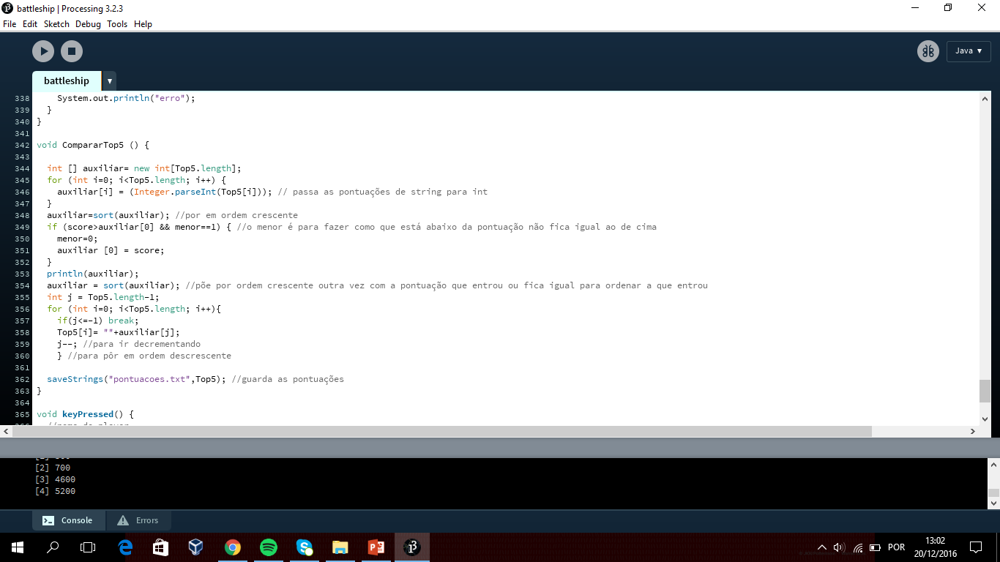 battleship | Processing 3.2.3
File Edit Sketch Debug Tools Help
Java ▼
battleship ▼
338 System.out.println("erro");
339 }
340 }
341
342 void CompararTop5 () {
343
344 int [] auxiliar= new int[Top5.length];
345 for (int i=0; i<Top5.length; i++) {
346 auxiliar[i] = (Integer.parseInt(Top5[i])); // passa as pontuações de string para int
347 }
348 auxiliar=sort(auxiliar); //por em ordem crescente
349 if (score>auxiliar[0] && menor==1) { //o menor é para fazer como que está abaixo da pontuação não fica igual ao de cima
350 menor=0;
351 auxiliar [0] = score;
352 }
353 println(auxiliar);
354 auxiliar = sort(auxiliar); //põe por ordem crescente outra vez com a pontuação que entrou ou fica igual para ordenar a que entrou
355 int j = Top5.length-1;
356 for (int i=0; i<Top5.length; i++){
357 if(j<=-1) break;
358 Top5[i]= ""+auxiliar[j];
359 j--; //para ir decrementando
360 } //para pôr em ordem descrescente
361
362 saveStrings("pontuacoes.txt",Top5); //guarda as pontuações
363 }
364
365 void keyPressed() {
[2] 700
[3] 4600
[4] 5200
Console Errors
POR
13:02
20/12/2016